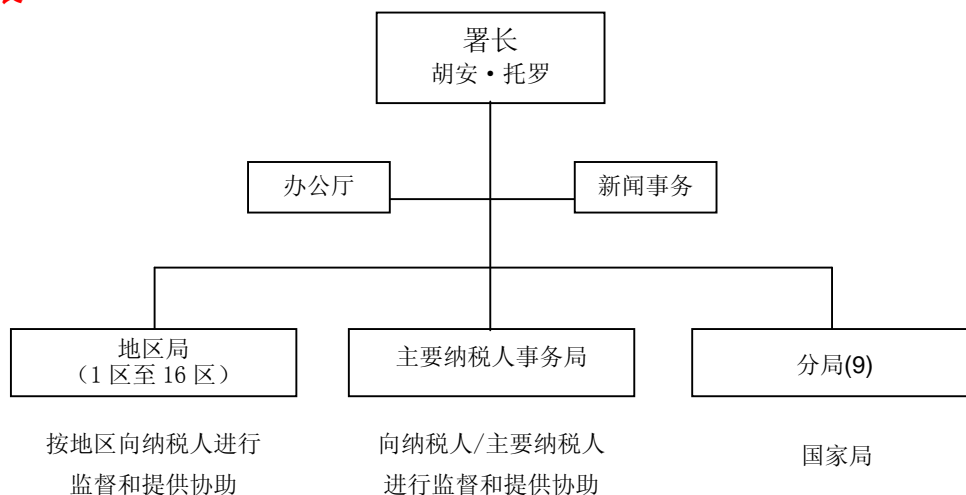 署长
胡安·托罗
办公厅
新闻事务
地区局
（1 区至 16 区）
主要纳税人事务局
分局(9)
按地区向纳税人进行
监督和提供协助
向纳税人/主要纳税人
进行监督和提供协助
国家局